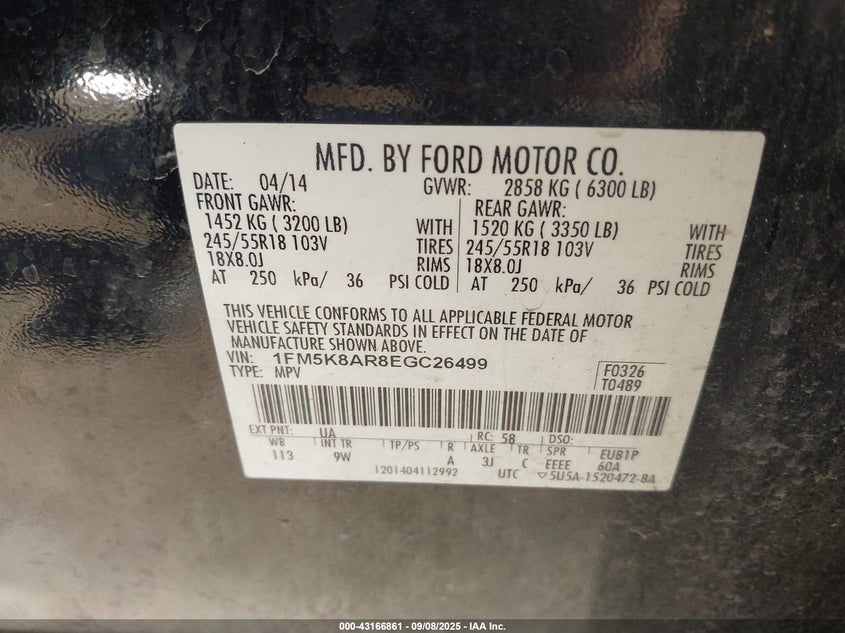 MFD. BY FORD MOTOR CO.
DATE: 04/14 GVWR: 2858 KG ( 6300 LB)
FRONT GAWR: REAR GAWR:
1452 KG ( 3200 LB) WITH 1520 KG ( 3350 LB) WITH
245/55R18 103V TIRES 245/55R18 103V TIRES
18X8.0J RIMS 18X8.0J RIMS
AT 250 kPa/ 36 PSI COLD AT 250 kPa/ 36 PSI COLD
THIS VEHICLE CONFORMS TO ALL APPLICABLE FEDERAL MOTOR
VEHICLE SAFETY STANDARDS IN EFFECT ON THE DATE OF
MANUFACTURE SHOWN ABOVE.
VIN: 1FM5K8AR8EGC26499
TYPE: MPV
F0326
T0489
EXT PNT: UA RC: 58 DSO:
WB INT TR TP/PS R AXLE TR SPR EUB1P
113 9W A 3J C EEEE 60A
1201404112992 UTC ▽5U5A-1520472-BA
000-43166861 - 09/08/2025 - IAA Inc.